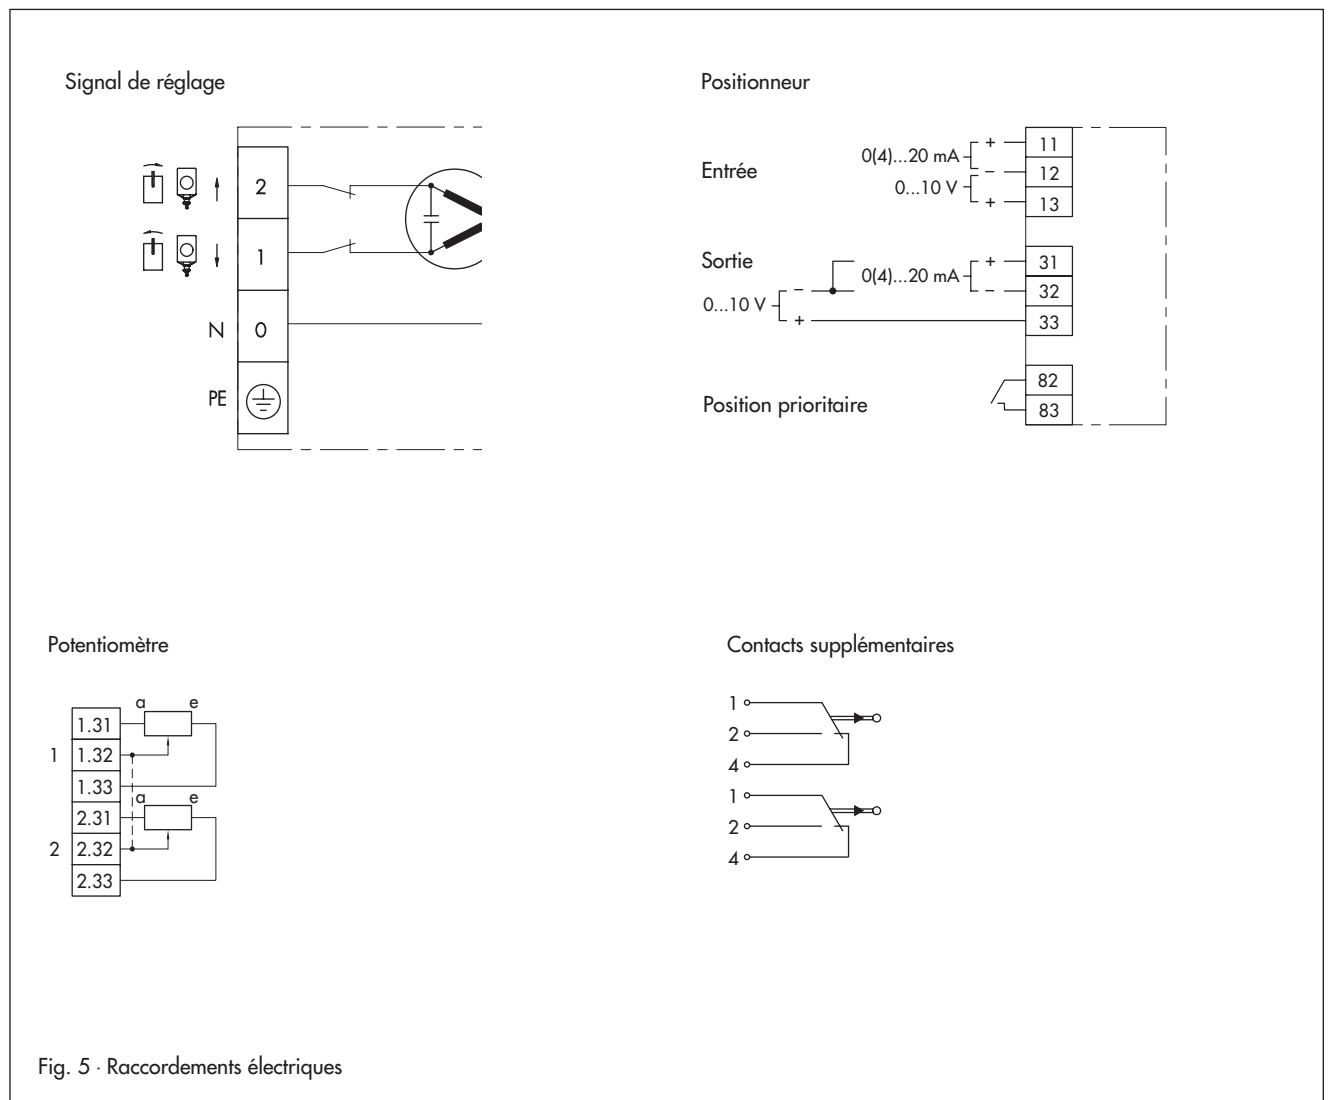 Signal de réglage
2
1
N 0
PE
Positionneur
Entrée
0(4)...20 mA + 11
− 12
0...10 V
+ 13
Sortie
0(4)...20 mA + 31
− 32
0...10 V −
+ 33
Position prioritaire
82
83
Potentiomètre
a e
1.31
1 1.32
1.33
a e
2.31
2 2.32
2.33
Contacts supplémentaires
1
2
4
1
2
4
Fig. 5 · Raccordements électriques